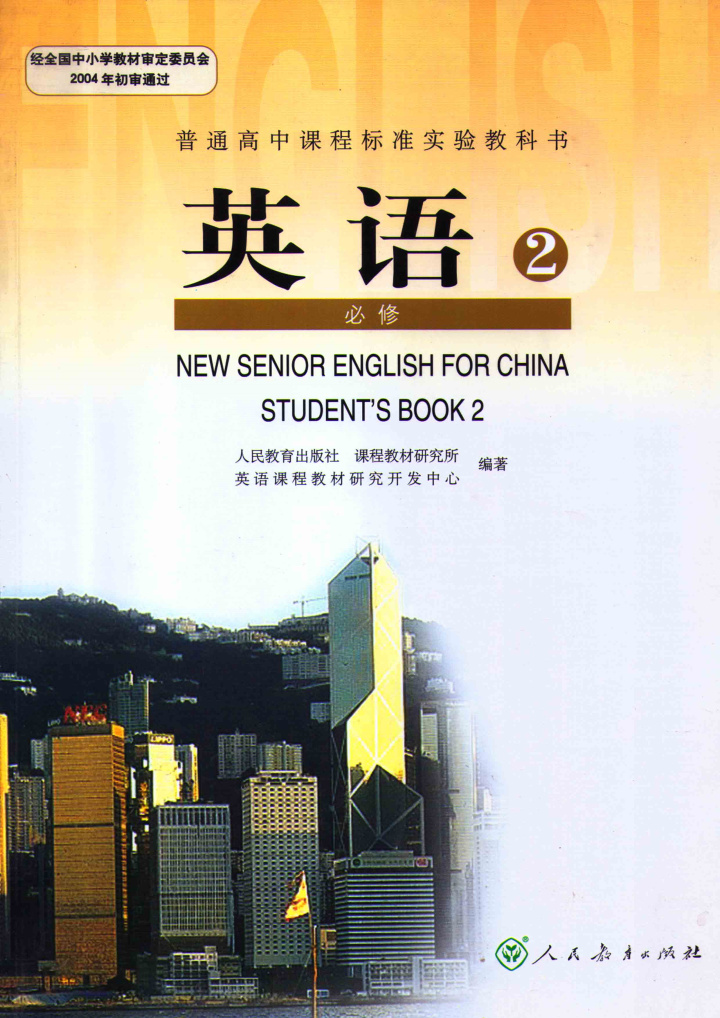 经全国中小学教材审定委员会
2004年初审通过
ENGLISH
普通高中课程标准实验教科书
英语 2
必修
NEW SENIOR ENGLISH FOR CHINA
STUDENT'S BOOK 2
人民教育出版社 课程教材研究所
英语课程教材研究开发中心 编著
LIPPO
人民教育出版社